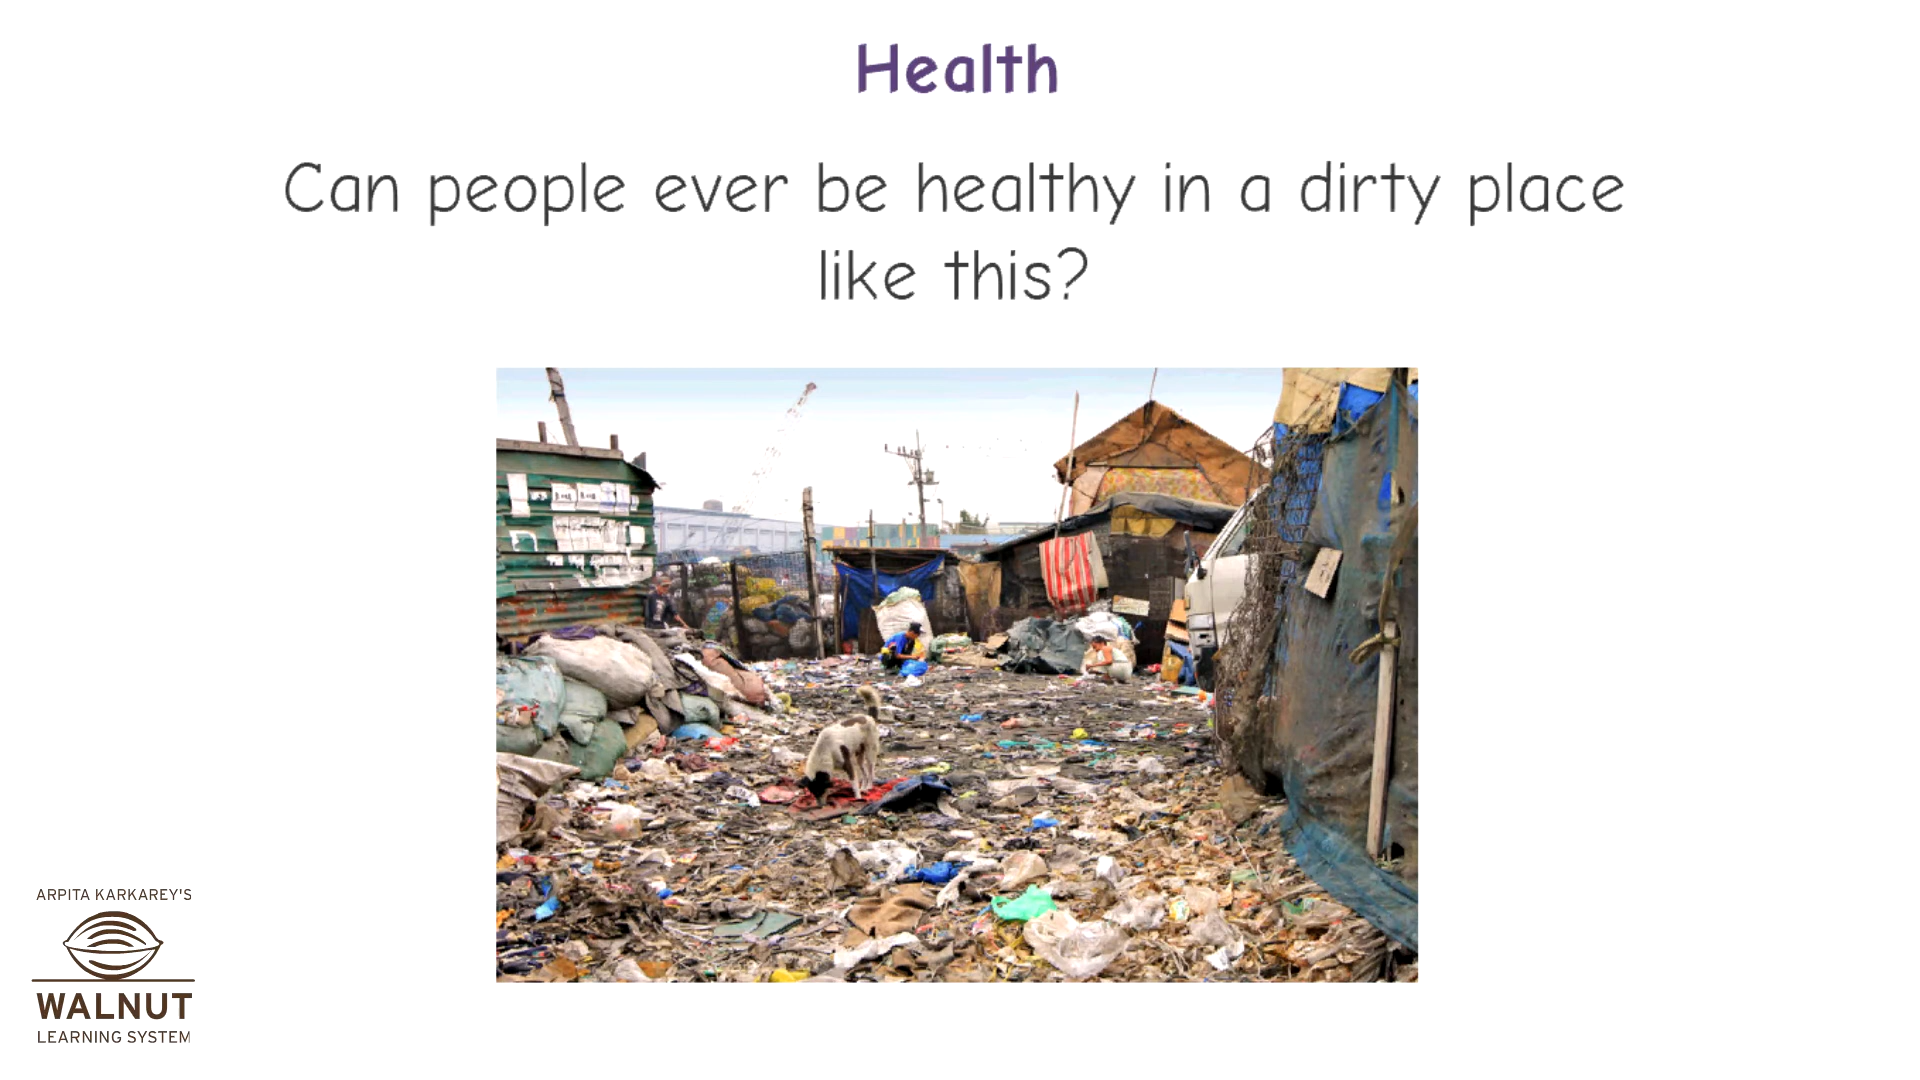 Health
Can people ever be healthy in a dirty place
like this?
ARPITA KARKAREY'S
WALNUT
LEARNING SYSTEM